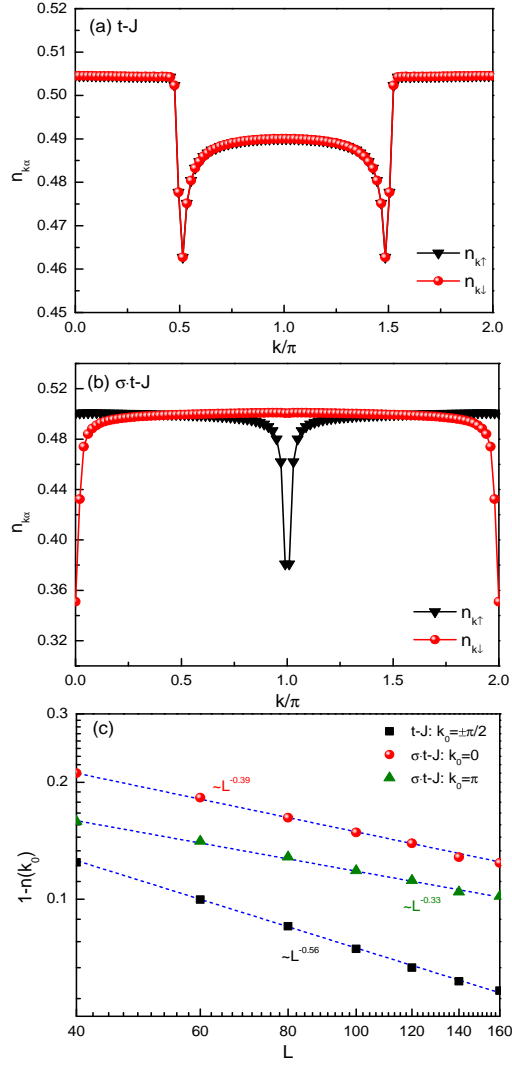 (a) t-J
0.52
0.51
0.50
0.49
0.48
0.47
0.46
0.45
n_kα
n_k↑
n_k↓
0.0 0.5 1.0 1.5 2.0
k/π
(b) σ·t-J
0.52
0.48
0.44
0.40
0.36
0.32
n_kα
n_k↑
n_k↓
0.0 0.5 1.0 1.5 2.0
k/π
(c)
0.3
0.2
0.1
1-n(k₀)
t-J: k₀=±π/2
σ·t-J: k₀=0
σ·t-J: k₀=π
~L^-0.39
~L^-0.33
~L^-0.56
40 60 80 100 120 140 160
L